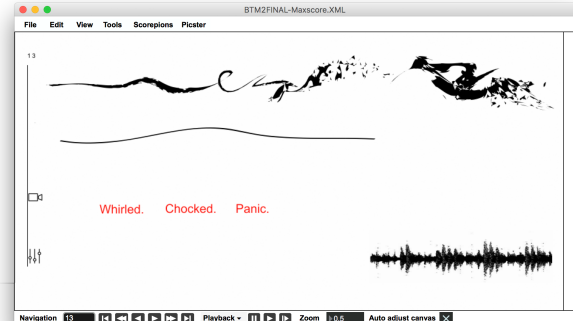 BTM2FINAL-Maxscore.XML
File Edit View Tools Scorepions Picster
13
Whirled. Chocked. Panic.
Navigation 13 Playback Zoom 0.5 Auto adjust canvas